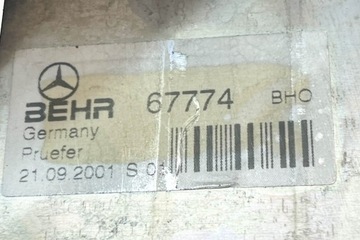 BEHR 67774 BHO
Germany
Pruefer
21.09.2001 S 01